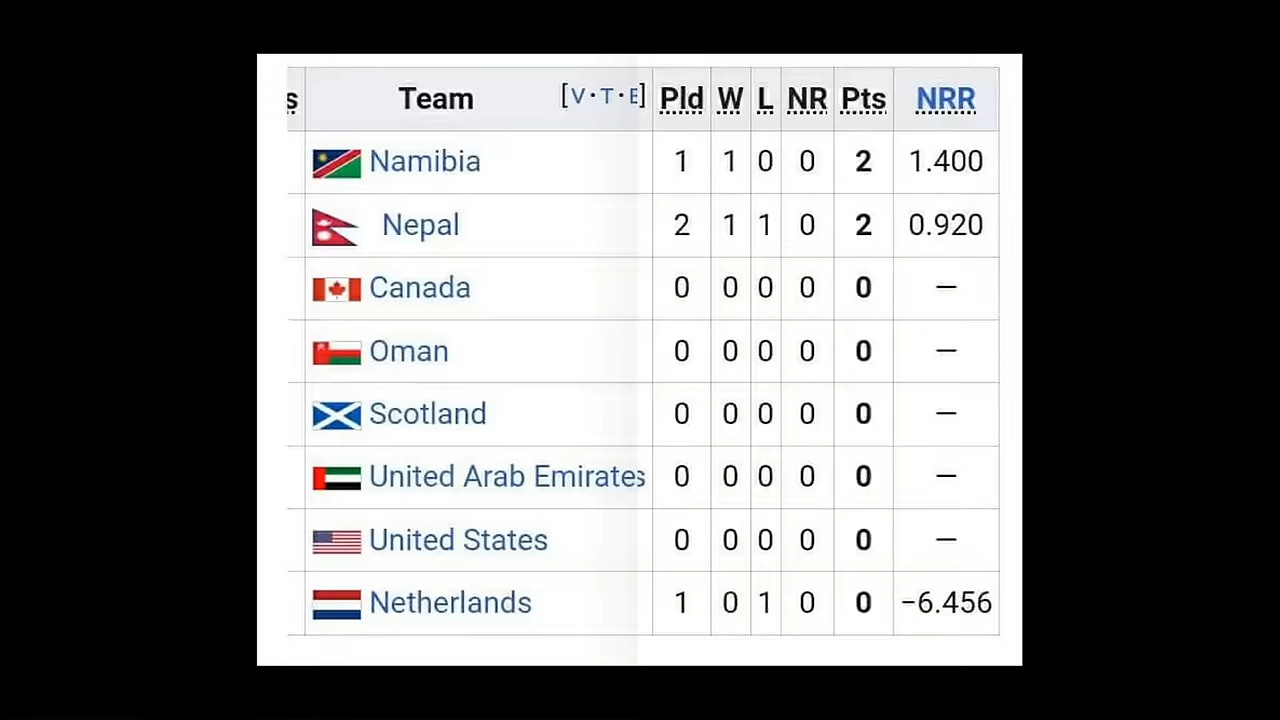 s Team [V·T·E] Pld W L NR Pts NRR
Namibia 1 1 0 0 2 1.400
Nepal 2 1 1 0 2 0.920
Canada 0 0 0 0 0 —
Oman 0 0 0 0 0 —
Scotland 0 0 0 0 0 —
United Arab Emirates 0 0 0 0 0 —
United States 0 0 0 0 0 —
Netherlands 1 0 1 0 0 −6.456